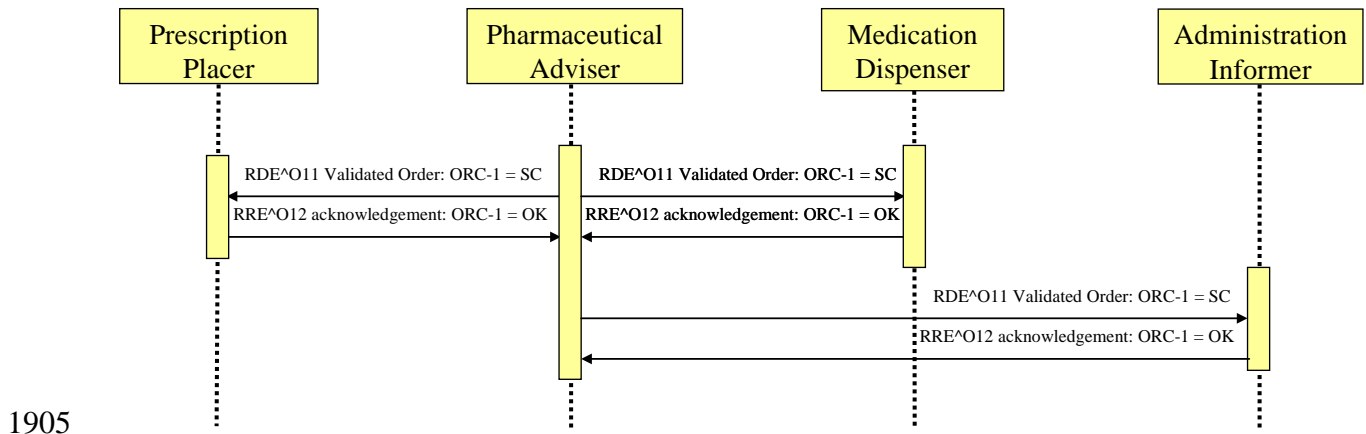 Prescription
Placer
Pharmaceutical
Adviser
Medication
Dispenser
Administration
Informer
RDE^O11 Validated Order: ORC-1 = SC
RDE^O11 Validated Order: ORC-1 = SC
RRE^O12 acknowledgement: ORC-1 = OK
RRE^O12 acknowledgement: ORC-1 = OK
RDE^O11 Validated Order: ORC-1 = SC
RRE^O12 acknowledgement: ORC-1 = OK
1905